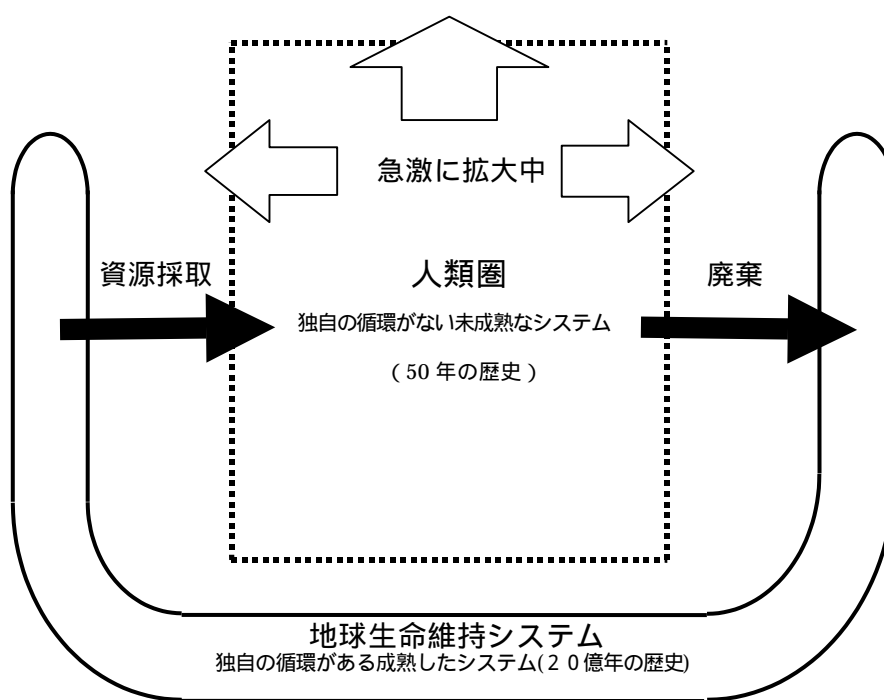 急激に拡大中
資源採取
人類圏
廃棄
独自の循環がない未成熟なシステム
（50 年の歴史）
地球生命維持システム
独自の循環がある成熟したシステム(２０億年の歴史)